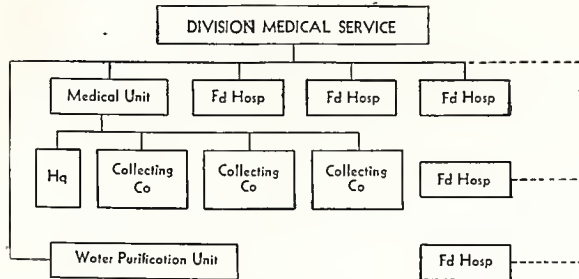 DIVISION MEDICAL SERVICE
Medical Unit
Fd Hosp
Fd Hosp
Fd Hosp
Hq
Collecting
Co
Collecting
Co
Collecting
Co
Fd Hosp
Water Purification Unit
Fd Hosp